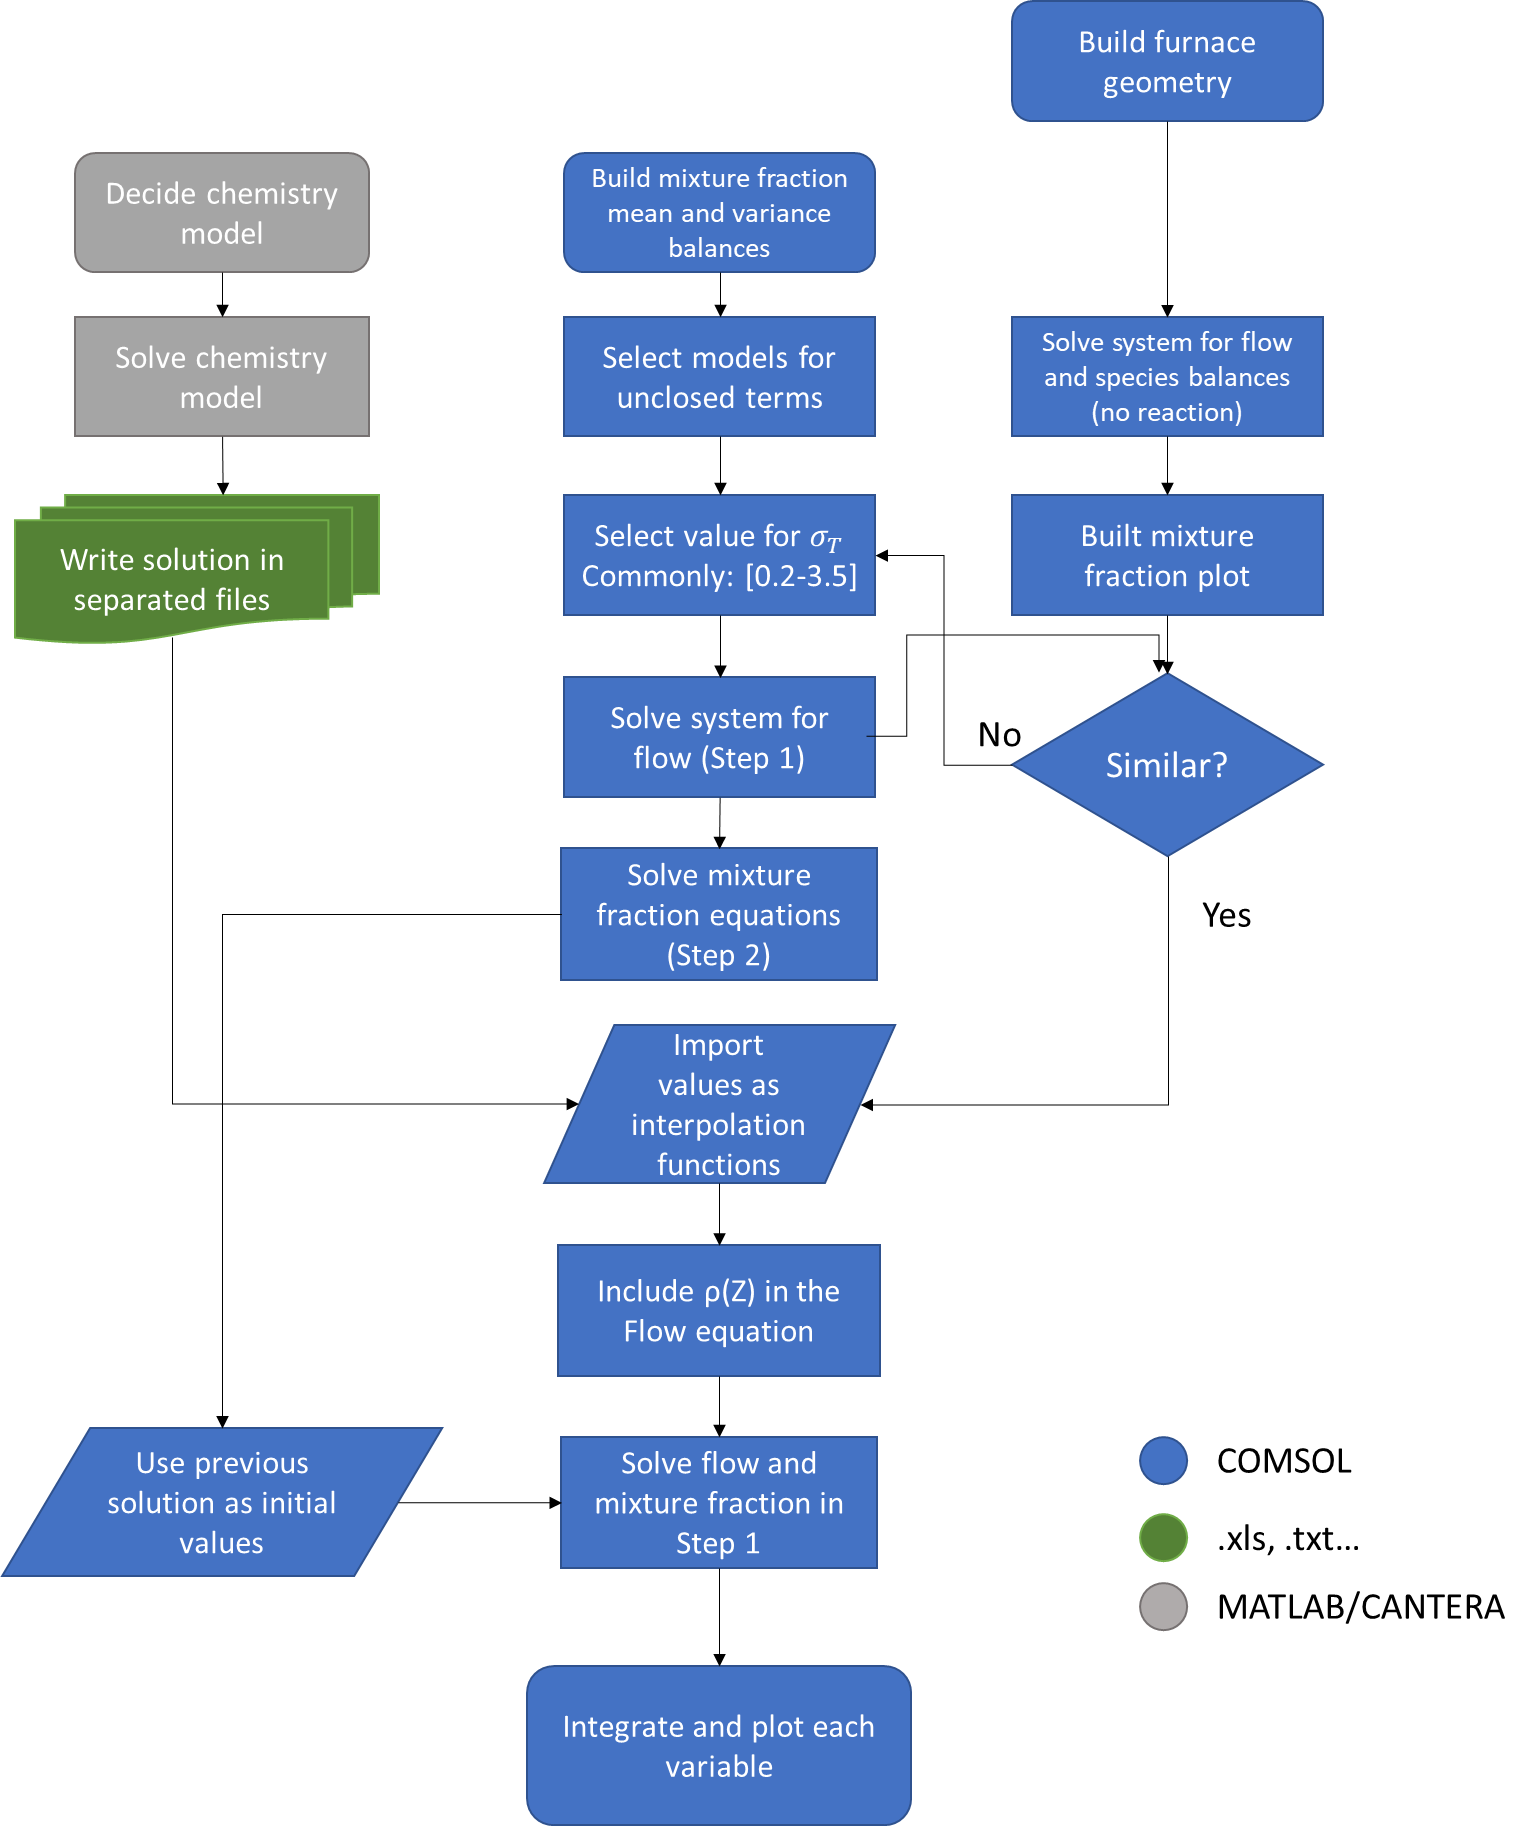 Build furnace
geometry
Decide chemistry
model
Build mixture fraction
mean and variance
balances
Solve chemistry
model
Select models for
unclosed terms
Solve system for flow
and species balances
(no reaction)
Write solution in
separated files
Select value for σ_T
Commonly: [0.2-3.5]
Built mixture
fraction plot
Solve system for
flow (Step 1)
No
Similar?
Solve mixture
fraction equations
(Step 2)
Yes
Import
values as
interpolation
functions
Include ρ(Z) in the
Flow equation
Use previous
solution as initial
values
Solve flow and
mixture fraction in
Step 1
COMSOL
.xls, .txt...
MATLAB/CANTERA
Integrate and plot each
variable